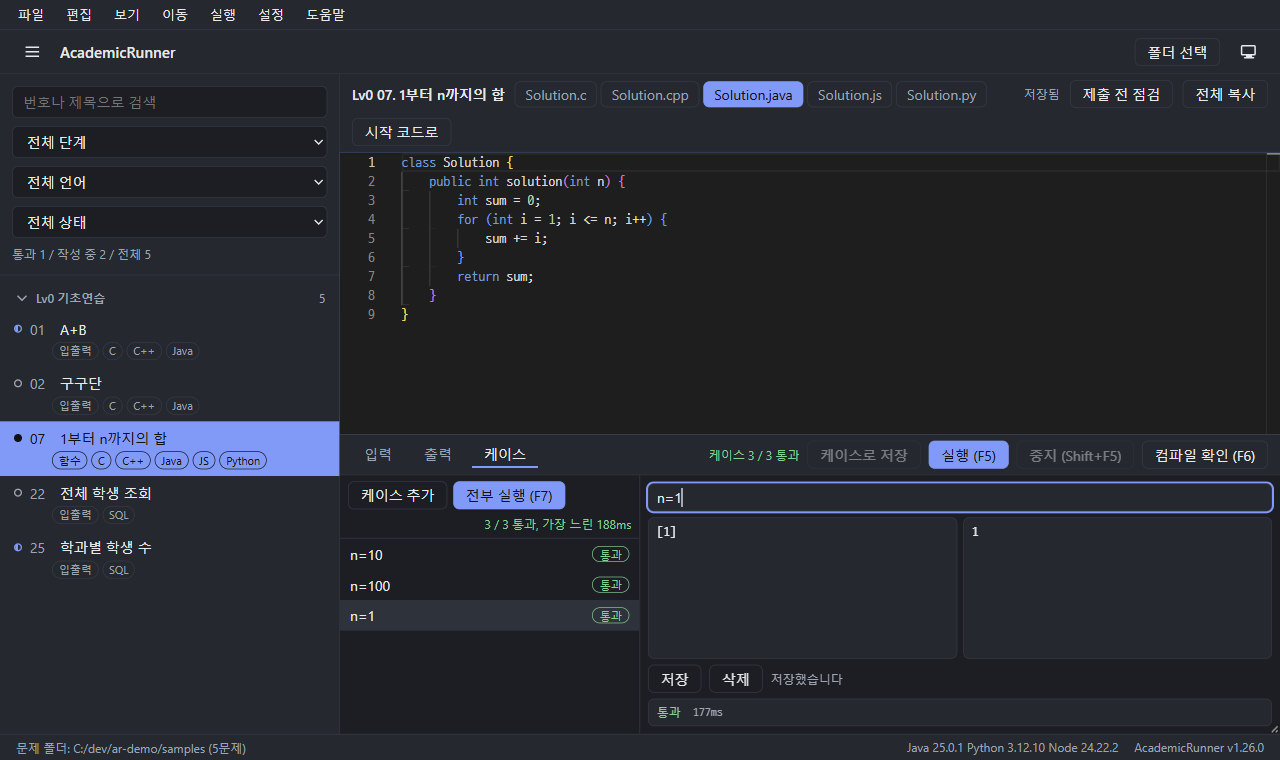 파일 편집 보기 이동 실행 설정 도움말
AcademicRunner 폴더 선택
번호나 제목으로 검색
전체 단계
전체 언어
전체 상태
통과 1 / 작성 중 2 / 전체 5
Lv0 기초연습 5
01 A+B
입출력 C C++ Java
02 구구단
입출력 C C++ Java
07 1부터 n까지의 합
함수 C C++ Java JS Python
22 전체 학생 조회
입출력 SQL
25 학과별 학생 수
입출력 SQL
Lv0 07. 1부터 n까지의 합 Solution.c Solution.cpp Solution.java Solution.js Solution.py 저장됨 제출 전 점검 전체 복사
시작 코드로
1 class Solution {
2 public int solution(int n) {
3 int sum = 0;
4 for (int i = 1; i <= n; i++) {
5 sum += i;
6 }
7 return sum;
8 }
9 }
입력 출력 케이스 케이스 3 / 3 통과 케이스로 저장 실행 (F5) 중지 (Shift+F5) 컴파일 확인 (F6)
케이스 추가 전부 실행 (F7)
3 / 3 통과, 가장 느린 188ms
n=10 통과
n=100 통과
n=1 통과
n=1
[1] 1
저장 삭제 저장했습니다
통과 177ms
문제 폴더: C:/dev/ar-demo/samples (5문제) Java 25.0.1 Python 3.12.10 Node 24.22.2 AcademicRunner v1.26.0